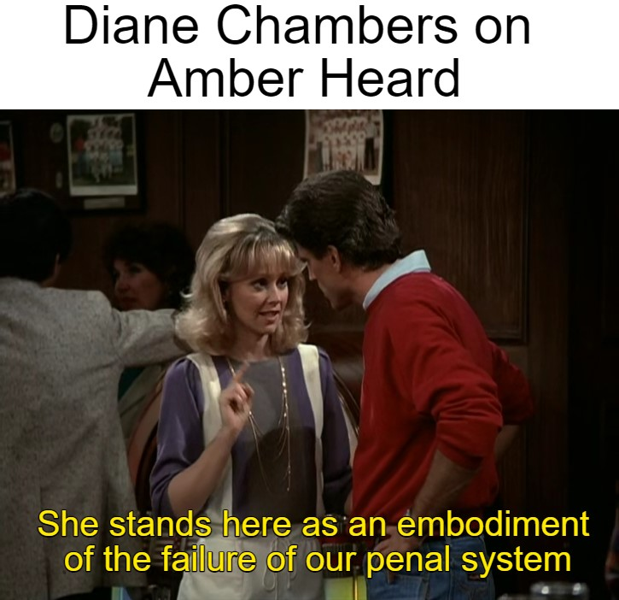 Diane Chambers on
Amber Heard
She stands here as an embodiment
of the failure of our penal system